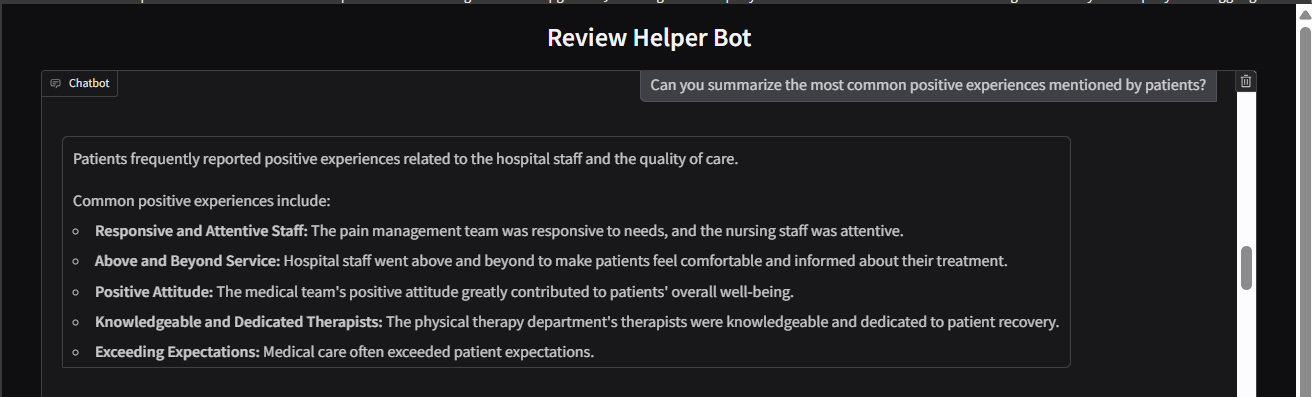 Review Helper Bot
Chatbot
Can you summarize the most common positive experiences mentioned by patients?
Patients frequently reported positive experiences related to the hospital staff and the quality of care.
Common positive experiences include:
Responsive and Attentive Staff: The pain management team was responsive to needs, and the nursing staff was attentive.
Above and Beyond Service: Hospital staff went above and beyond to make patients feel comfortable and informed about their treatment.
Positive Attitude: The medical team's positive attitude greatly contributed to patients' overall well-being.
Knowledgeable and Dedicated Therapists: The physical therapy department's therapists were knowledgeable and dedicated to patient recovery.
Exceeding Expectations: Medical care often exceeded patient expectations.